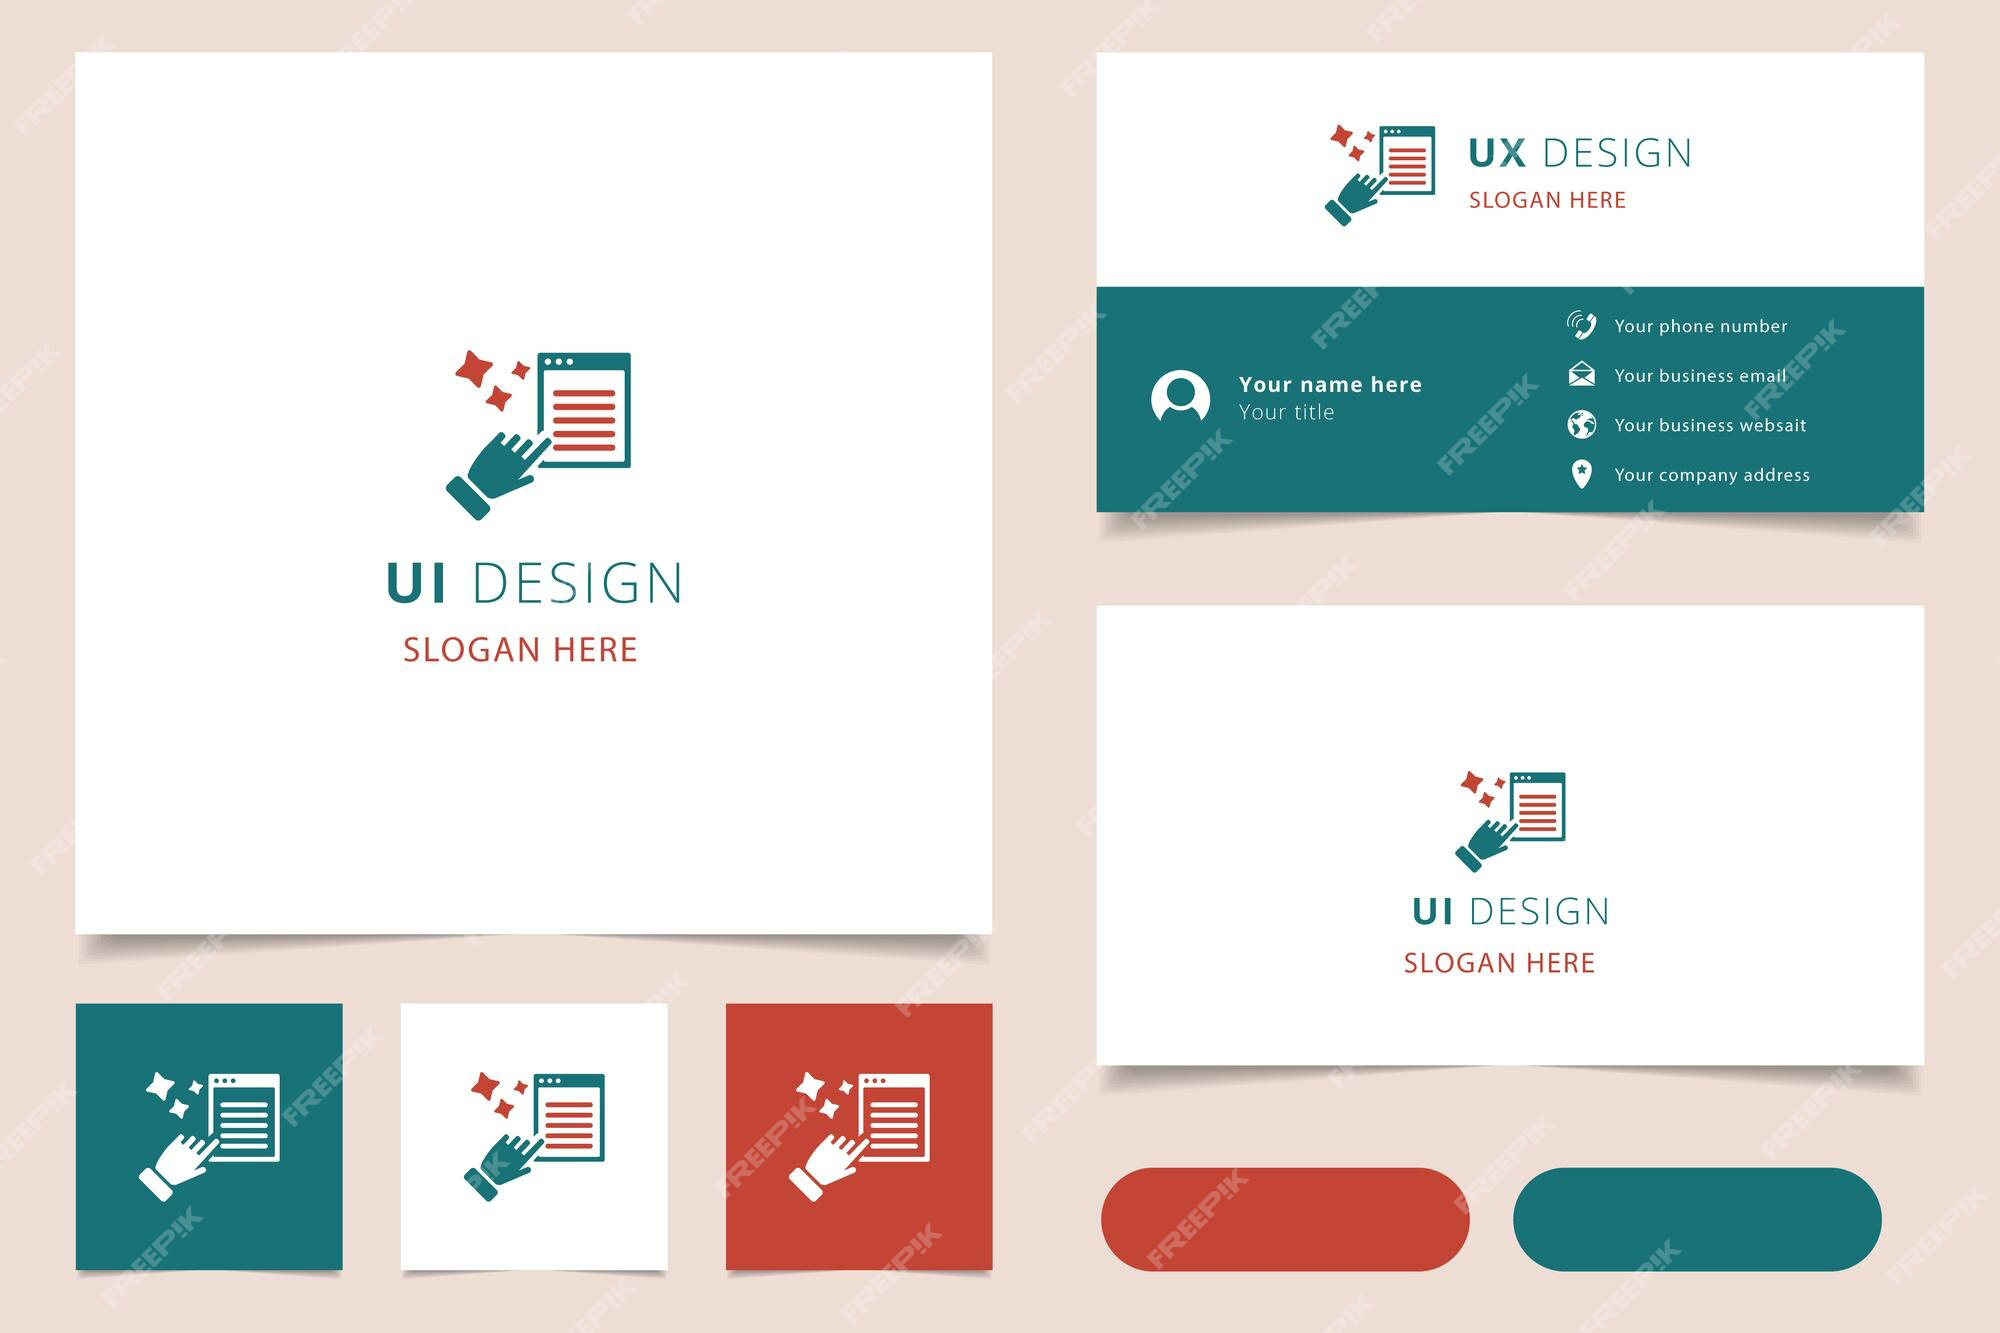 UI DESIGN
SLOGAN HERE
UX DESIGN
SLOGAN HERE
Your name here
Your title
Your phone number
Your business email
Your business websait
Your company address
UI DESIGN
SLOGAN HERE
FREEPIK